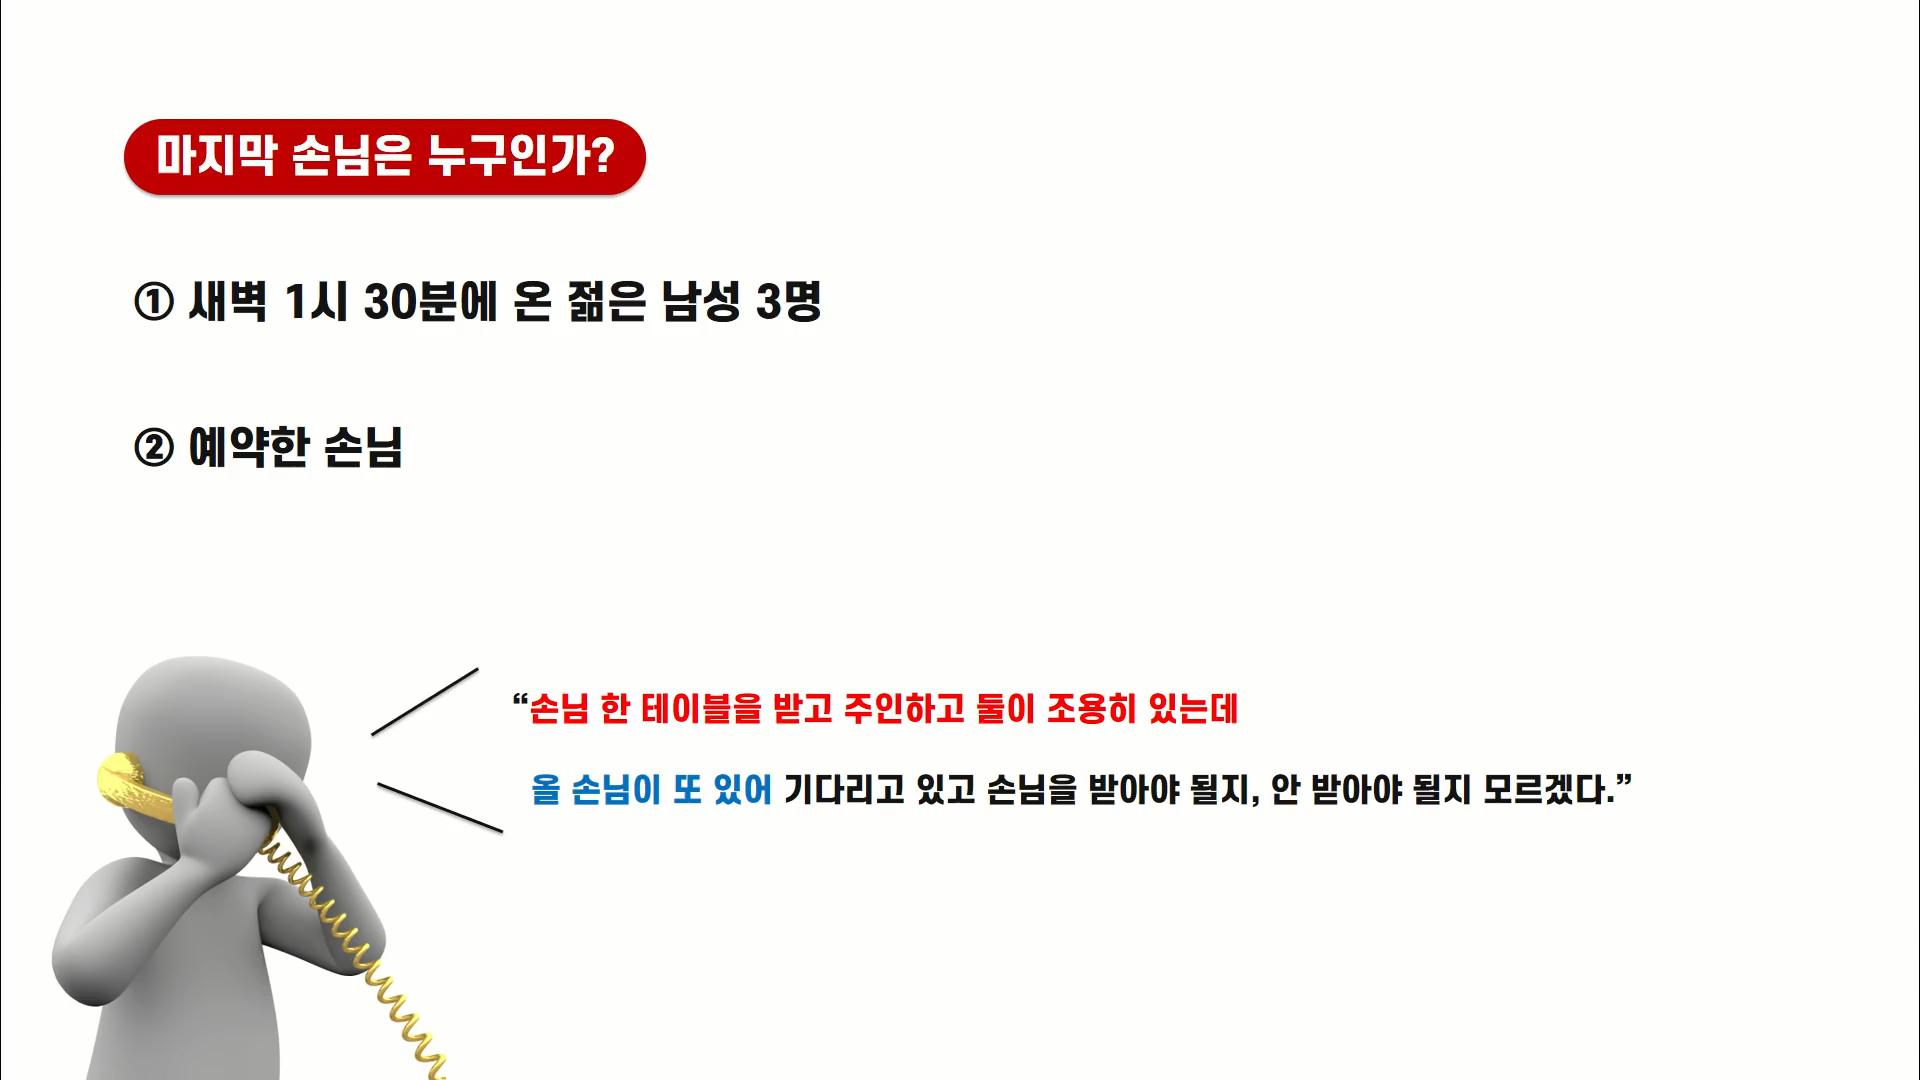 마지막 손님은 누구인가?
① 새벽 1시 30분에 온 젊은 남성 3명
② 예약한 손님
“손님 한 테이블을 받고 주인하고 둘이 조용히 있는데
올 손님이 또 있어 기다리고 있고 손님을 받아야 될지, 안 받아야 될지 모르겠다.”